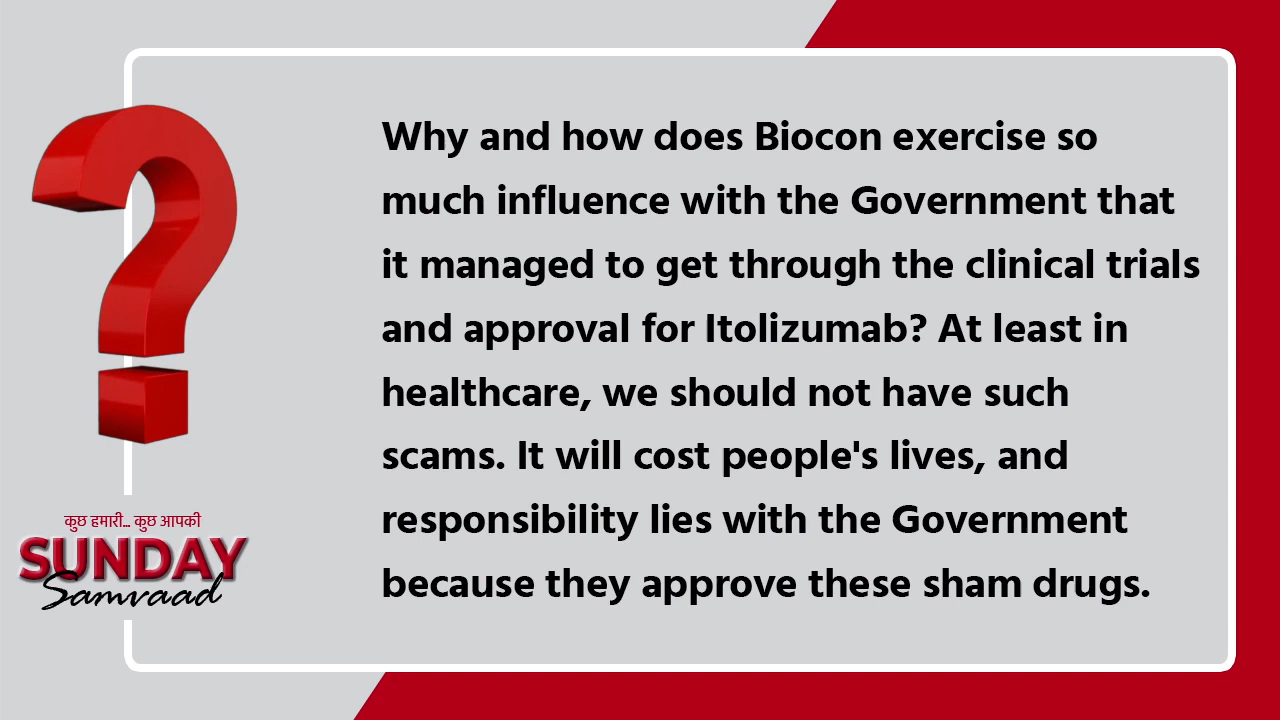 Why and how does Biocon exercise so
much influence with the Government that
it managed to get through the clinical trials
and approval for Itolizumab? At least in
healthcare, we should not have such
scams. It will cost people's lives, and
responsibility lies with the Government
because they approve these sham drugs.
कुछ हमारी... कुछ आपकी
SUNDAY
Samvaad